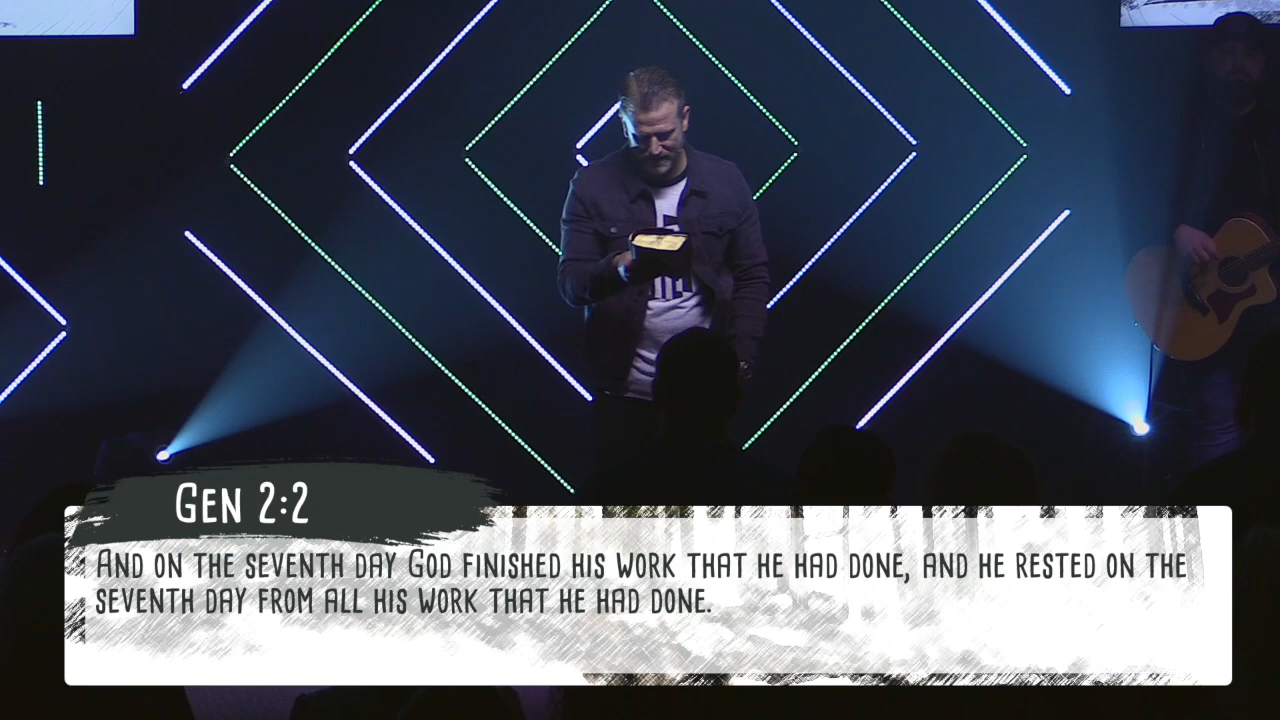 Gen 2:2
And on the seventh day God finished his work that he had done, and he rested on the
seventh day from all his work that he had done.